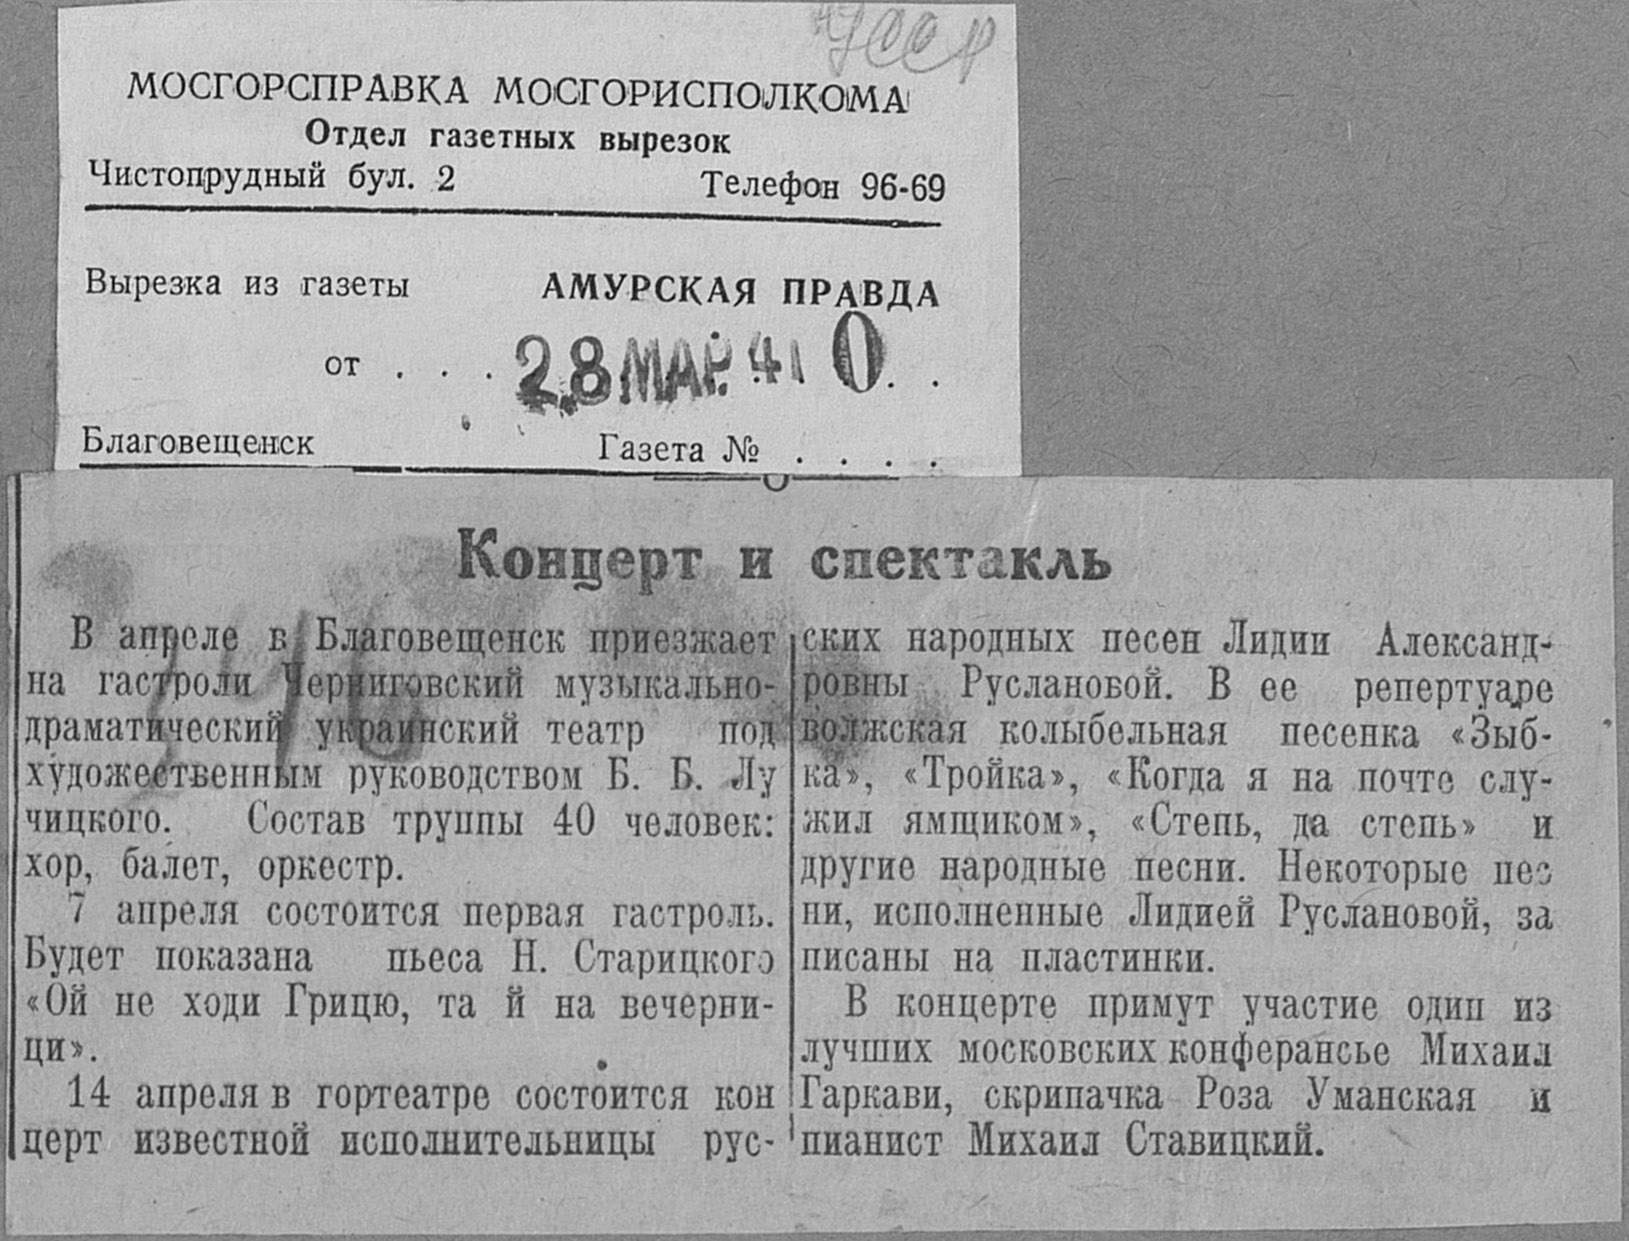 УССР
МОСГОРСПРАВКА МОСГОРИСПОЛКОМА
Отдел газетных вырезок
Чистопрудный бул. 2 Телефон 96-69
Вырезка из газеты АМУРСКАЯ ПРАВДА
от . . . 28 МАР. 41 0 . .
Благовещенск Газета № . . . .
Концерт и спектакль
В апреле в Благовещенск приезжает
на гастроли Черниговский музыкально-
драматический украинский театр под
художественным руководством Б. Б. Лу
чицкого. Состав труппы 40 человек:
хор, балет, оркестр.
7 апреля состоится первая гастроль.
Будет показана пьеса Н. Старицкого
«Ой не ходи Грицю, та й на вечерни-
ци».
14 апреля в гортеатре состоится кон
церт известной исполнительницы рус-
ских народных песен Лидии Александ-
ровны Руслановой. В ее репертуаре
волжская колыбельная песенка «Зыб-
ка», «Тройка», «Когда я на почте слу-
жил ямщиком», «Степь, да степь» и
другие народные песни. Некоторые пес
ни, исполненные Лидией Руслановой, за
писаны на пластинки.
В концерте примут участие один из
лучших московских конферансье Михаил
Гаркави, скрипачка Роза Уманская и
пианист Михаил Ставицкий.